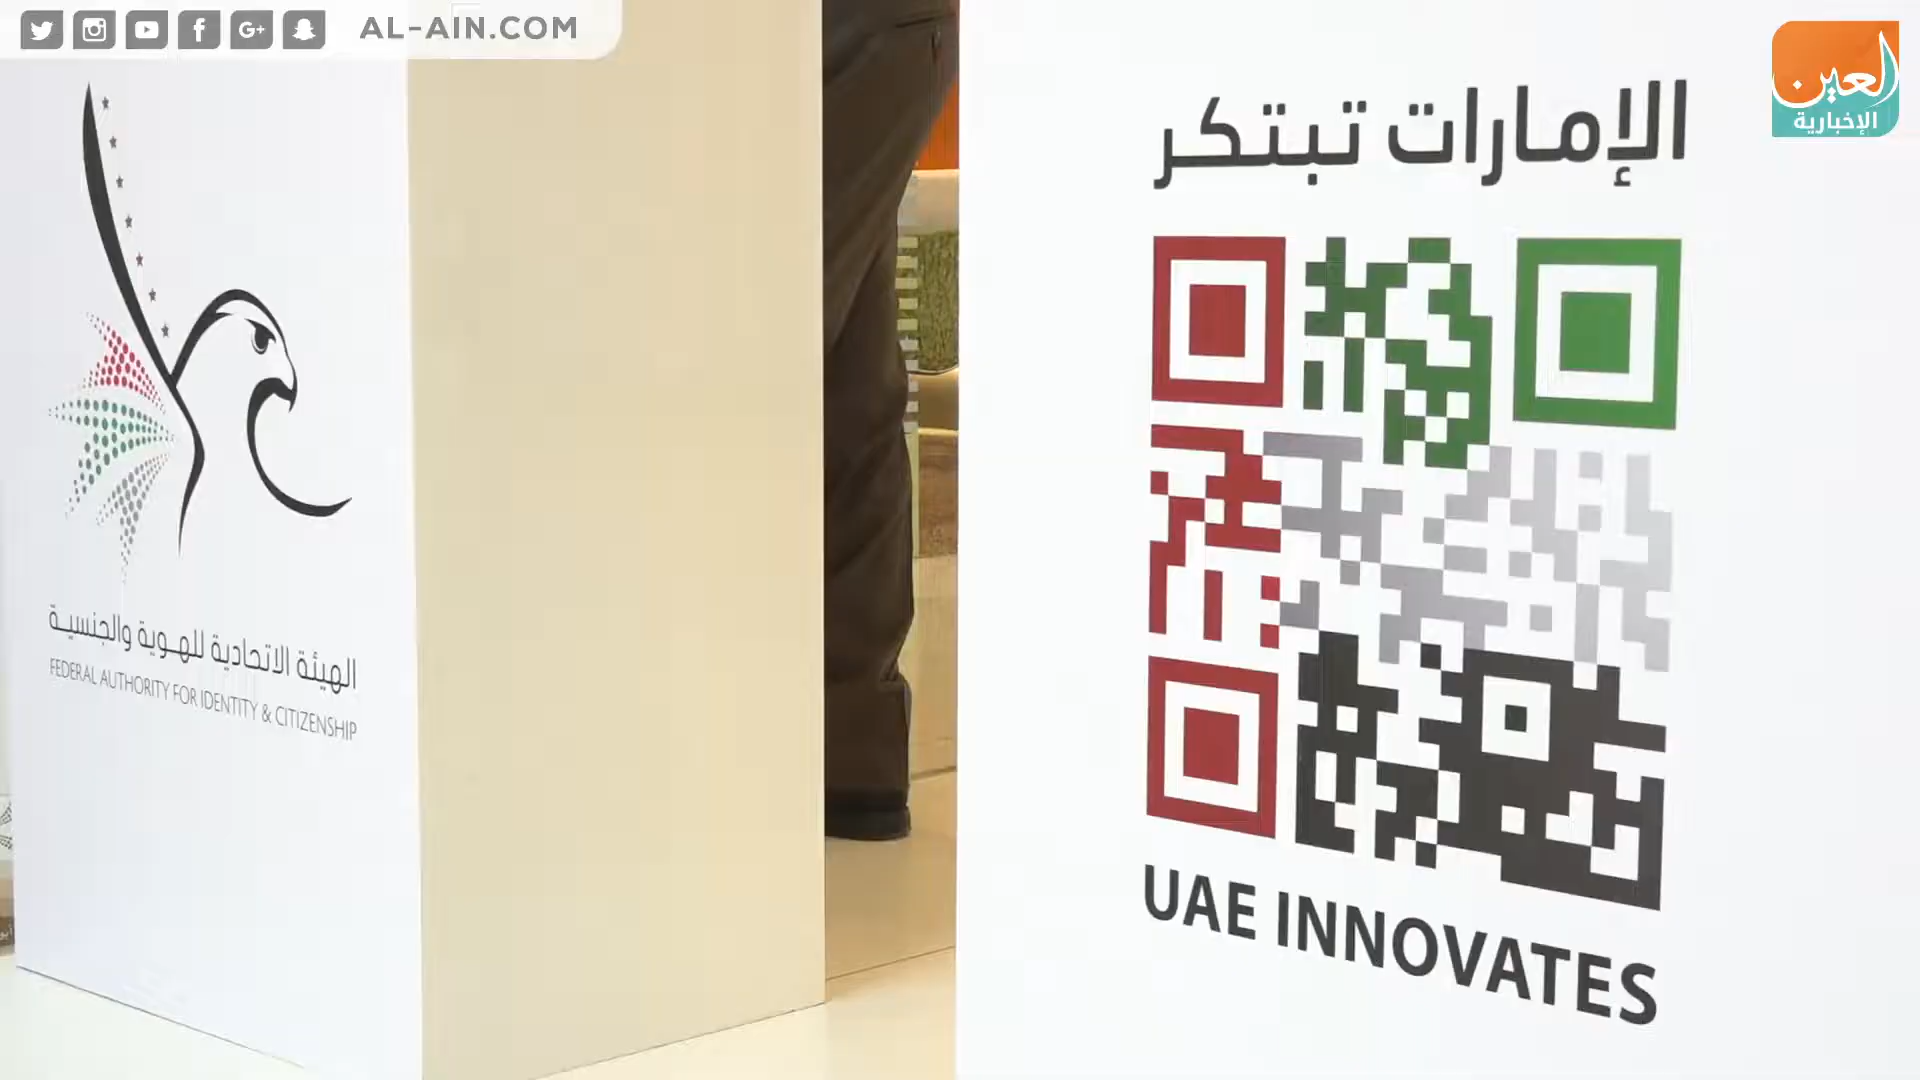 AL-AIN.COM
العين
الإخبارية
الهيئة الاتحادية للهوية والجنسية
FEDERAL AUTHORITY FOR IDENTITY & CITIZENSHIP
الإمارات تبتكر
UAE INNOVATES